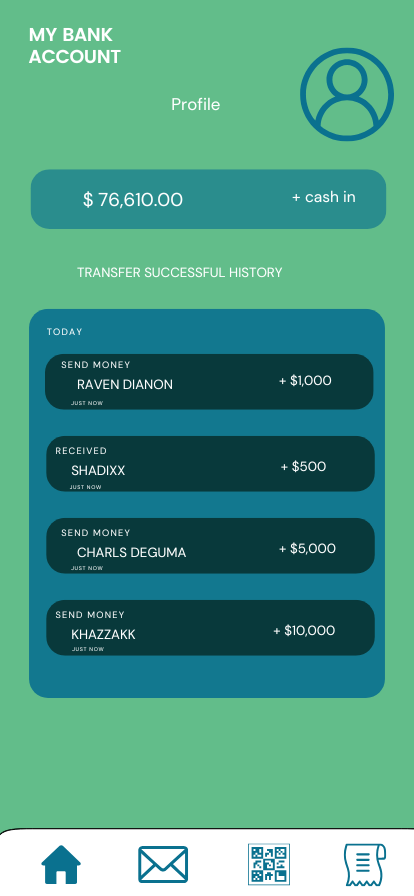 MY BANK
ACCOUNT
Profile
$ 76,610.00
+ cash in
TRANSFER SUCCESSFUL HISTORY
TODAY
SEND MONEY
RAVEN DIANON
+ $1,000
JUST NOW
RECEIVED
SHADIXX
+ $500
JUST NOW
SEND MONEY
CHARLS DEGUMA
+ $5,000
JUST NOW
SEND MONEY
KHAZZAKK
+ $10,000
JUST NOW